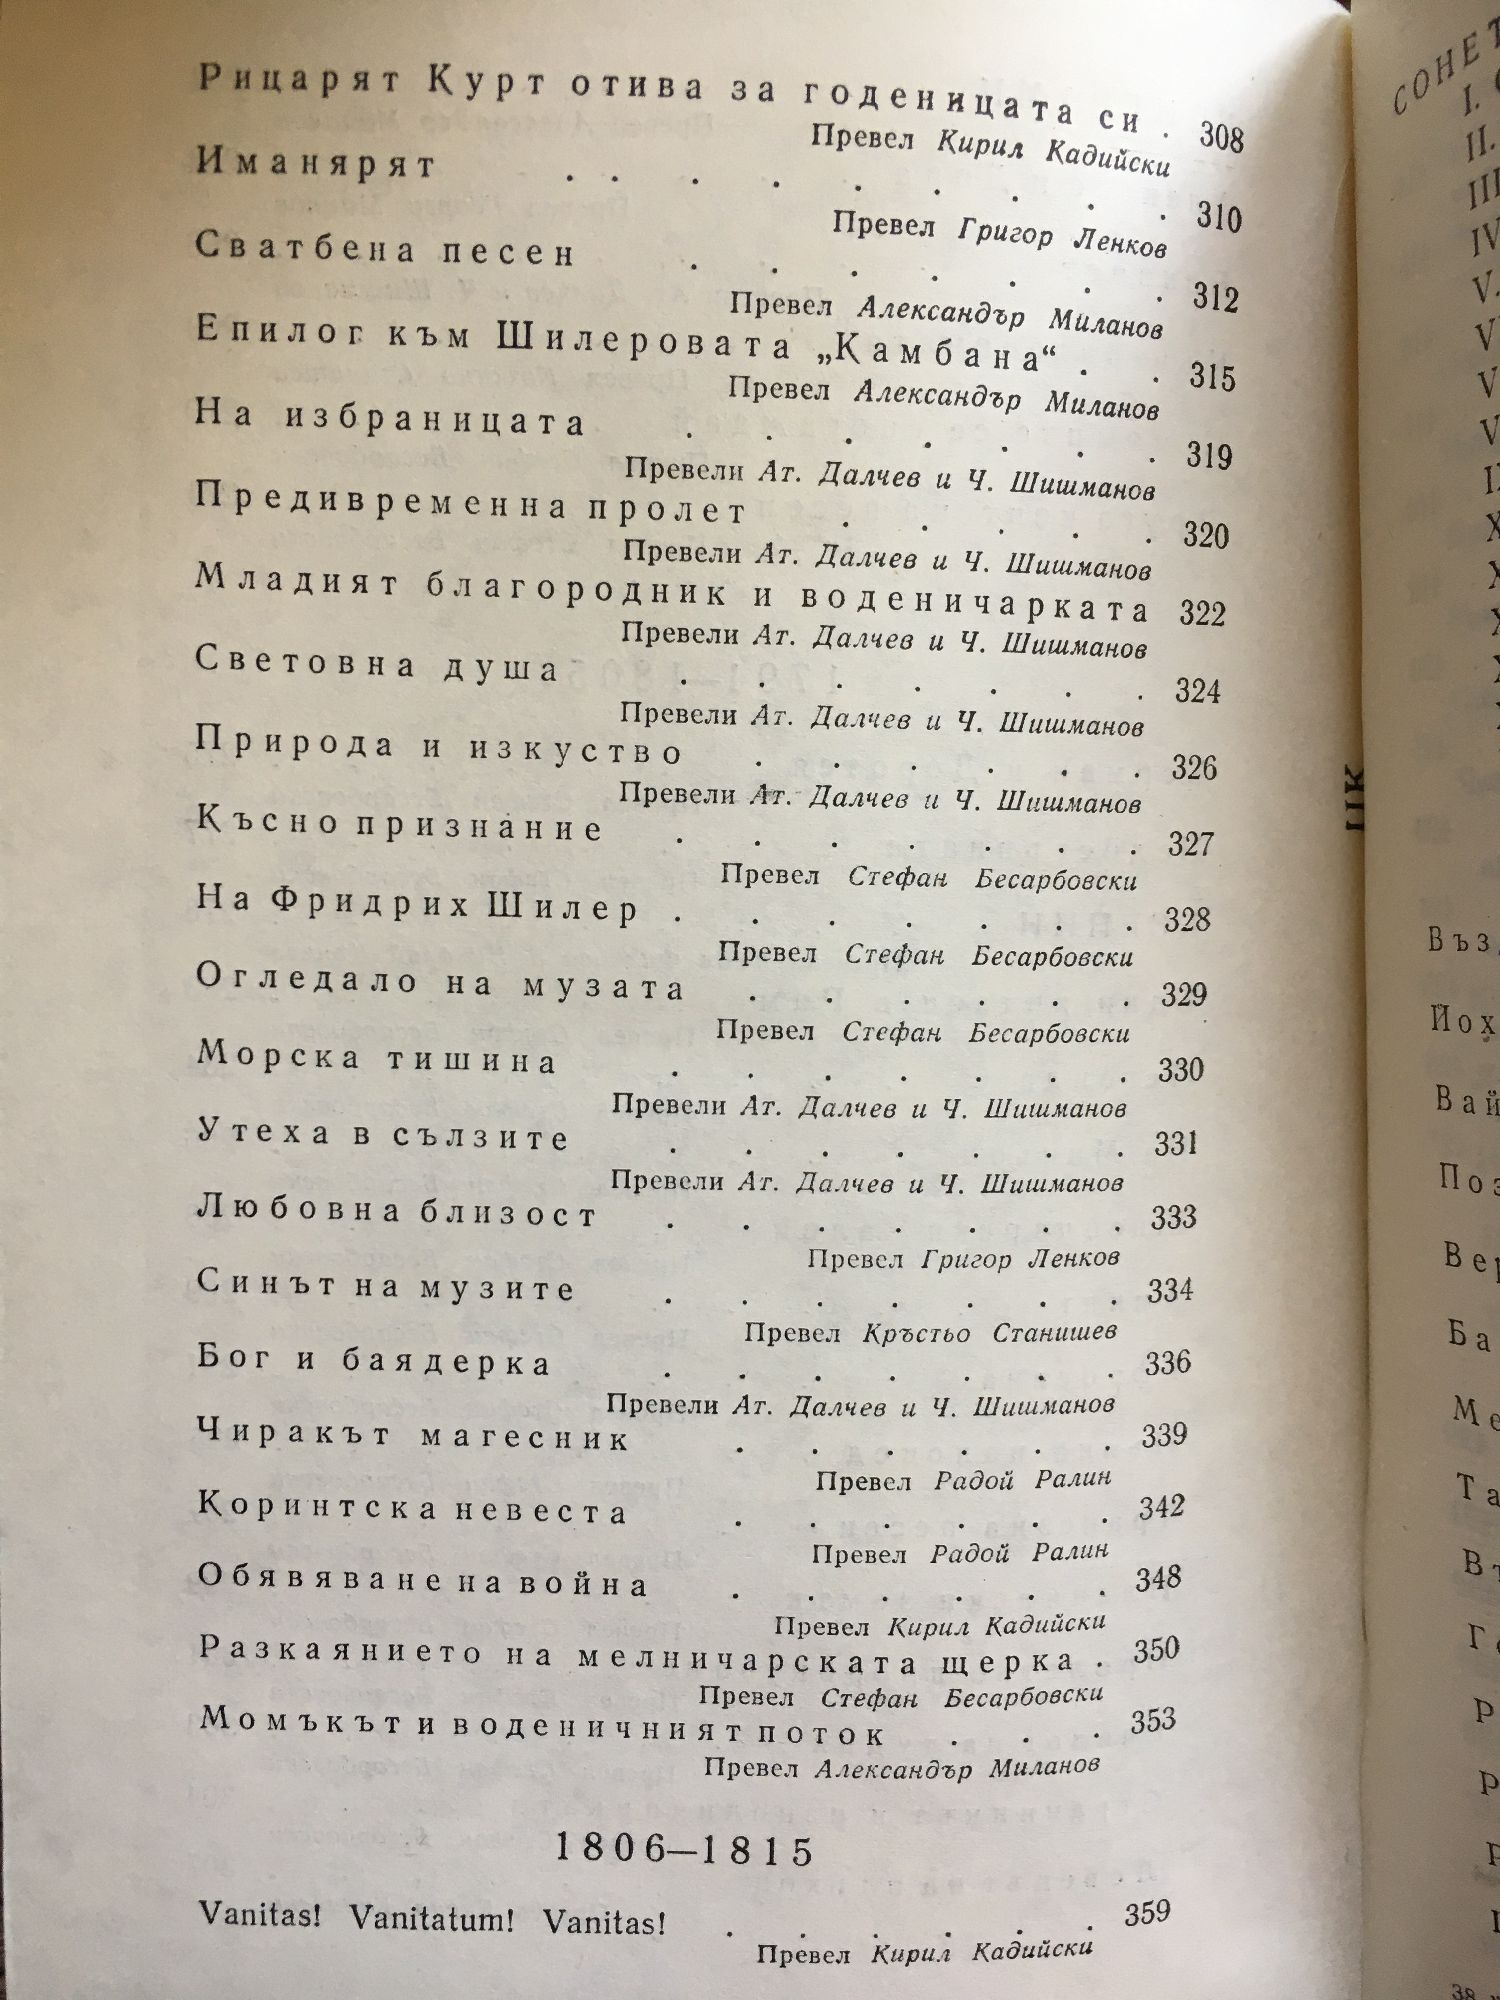 Рицарят Курт отива за годеницата си . 308
Превел Кирил Кадийски
Иманярят . . . . . . . . 310
Превел Григор Ленков
Сватбена песен . . . . . . . 312
Превел Александър Миланов
Епилог към Шилеровата „Камбана“ . . 315
Превел Александър Миланов
На избраницата . . . . . . . 319
Превели Ат. Далчев и Ч. Шишманов
Предивременна пролет . . . . . 320
Превели Ат. Далчев и Ч. Шишманов
Младият благородник и воденичарката 322
Превели Ат. Далчев и Ч. Шишманов
Световна душа . . . . . . . 324
Превели Ат. Далчев и Ч. Шишманов
Природа и изкуство . . . . . . 326
Превели Ат. Далчев и Ч. Шишманов
Късно признание . . . . . . . 327
Превел Стефан Бесарбовски
На Фридрих Шилер . . . . . . . 328
Превел Стефан Бесарбовски
Огледало на музата . . . . . . 329
Превел Стефан Бесарбовски
Морска тишина . . . . . . . 330
Превели Ат. Далчев и Ч. Шишманов
Утеха в сълзите . . . . . . . 331
Превели Ат. Далчев и Ч. Шишманов
Любовна близост . . . . . . . 333
Превел Григор Ленков
Синът на музите . . . . . . . 334
Превел Кръстьо Станишев
Бог и баядерка . . . . . . . 336
Превели Ат. Далчев и Ч. Шишманов
Чиракът магесник . . . . . . 339
Превел Радой Ралин
Коринтска невеста . . . . . . 342
Превел Радой Ралин
Обявяване на война . . . . . . 348
Превел Кирил Кадийски
Разкаянието на мелничарската щерка . 350
Превел Стефан Бесарбовски
Момъкът и воденичният поток . . . 353
Превел Александър Миланов
1806—1815
Vanitas! Vanitatum! Vanitas! . . . . . . 359
Превел Кирил Кадийски